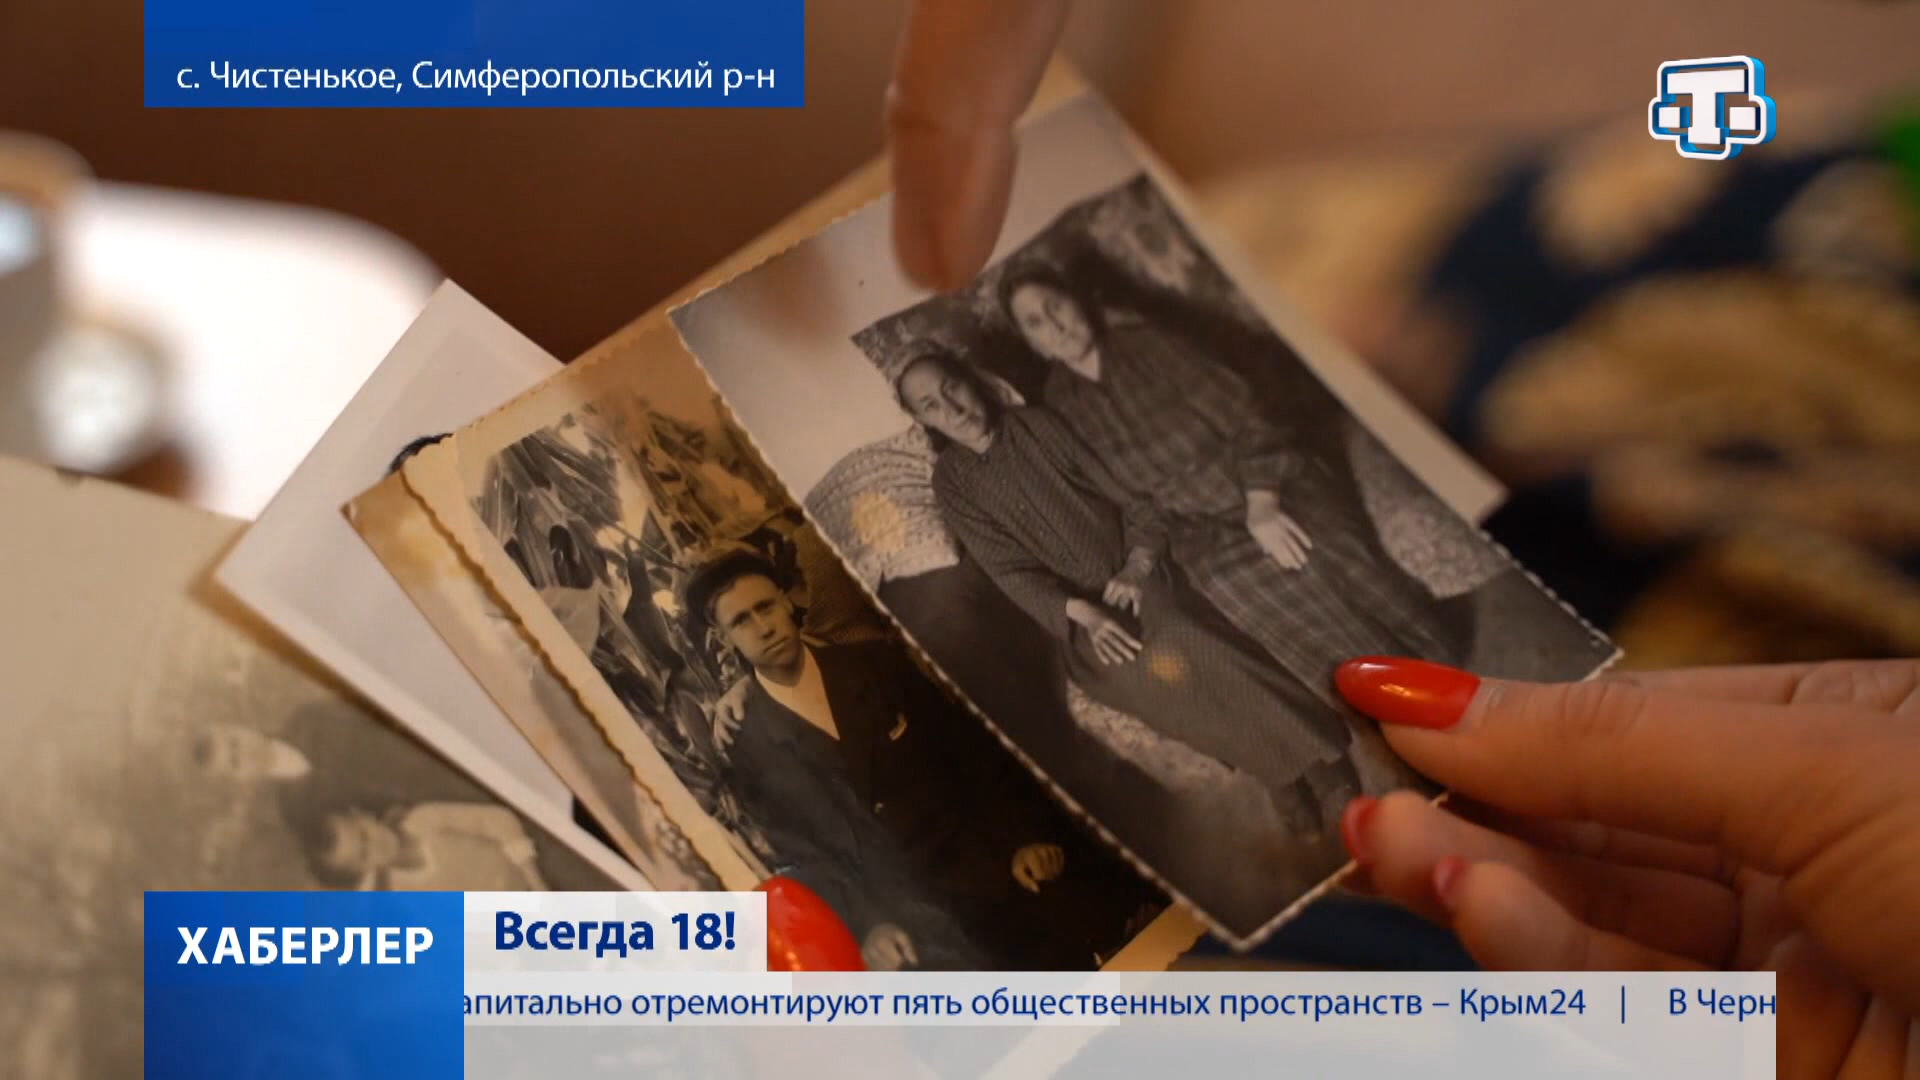 с. Чистенькое, Симферопольский р-н
Т
ХАБЕРЛЕР
Всегда 18!
апитально отремонтируют пять общественных пространств – Крым24 | В Черн